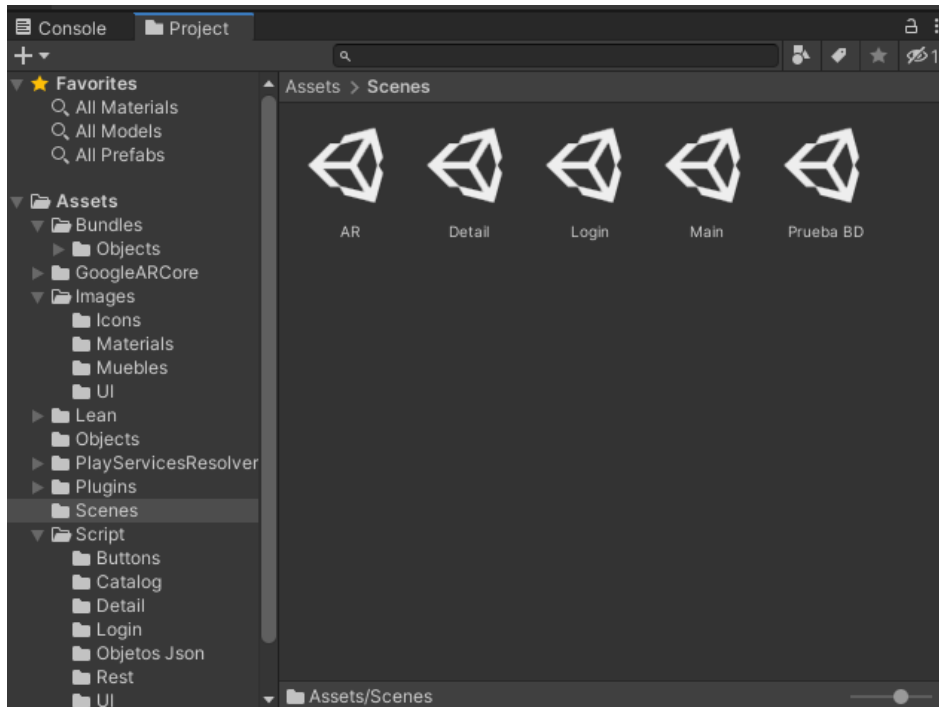 Console
Project
1
Favorites
All Materials
All Models
All Prefabs
Assets
Bundles
Objects
GoogleARCore
Images
Icons
Materials
Muebles
UI
Lean
Objects
PlayServicesResolver
Plugins
Scenes
Script
Buttons
Catalog
Detail
Login
Objetos Json
Rest
UI
Assets > Scenes
AR
Detail
Login
Main
Prueba BD
Assets/Scenes